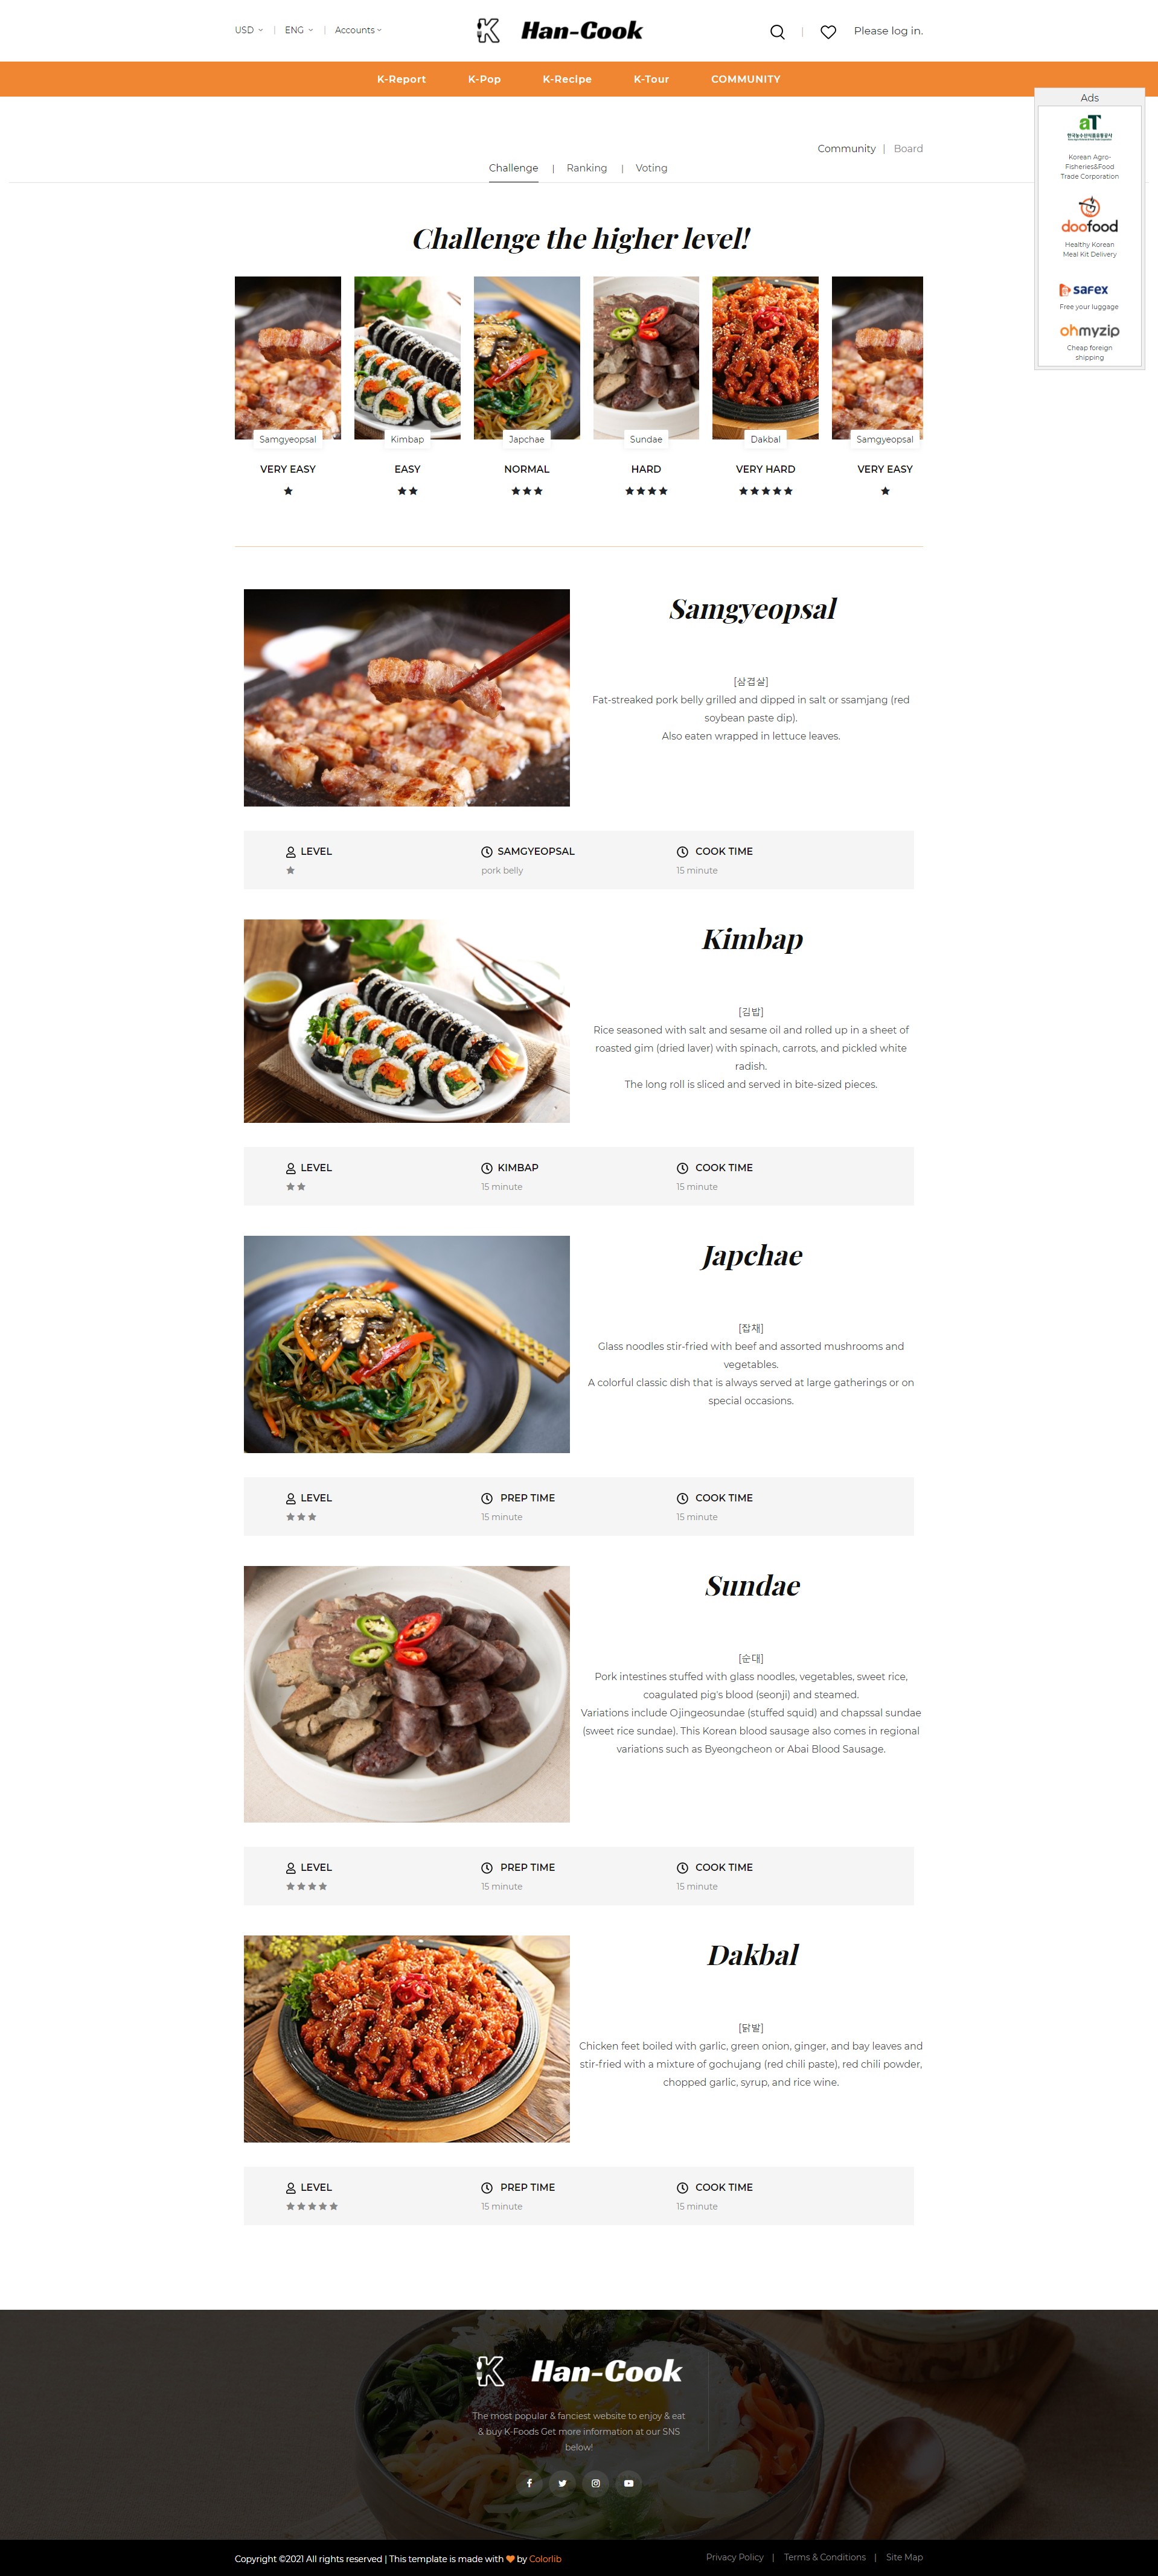 USD | ENG | Accounts
Han-Cook
Please log in.
K-Report K-Pop K-Recipe K-Tour COMMUNITY
Ads
aT
한국농수산식품유통공사
Korean Agro-
Fisheries&Food
Trade Corporation
doofood
Healthy Korean
Meal Kit Delivery
safex
Free your luggage
ohmyzip
Cheap foreign
shipping
Community | Board
Challenge | Ranking | Voting
Challenge the higher level!
Samgyeopsal Kimbap Japchae Sundae Dakbal Samgyeopsal
VERY EASY EASY NORMAL HARD VERY HARD VERY EASY
Samgyeopsal
[삼겹살]
Fat-streaked pork belly grilled and dipped in salt or ssamjang (red
soybean paste dip).
Also eaten wrapped in lettuce leaves.
LEVEL SAMGYEOPSAL COOK TIME
pork belly 15 minute
Kimbap
[김밥]
Rice seasoned with salt and sesame oil and rolled up in a sheet of
roasted gim (dried laver) with spinach, carrots, and pickled white
radish.
The long roll is sliced and served in bite-sized pieces.
LEVEL KIMBAP COOK TIME
15 minute 15 minute
Japchae
[잡채]
Glass noodles stir-fried with beef and assorted mushrooms and
vegetables.
A colorful classic dish that is always served at large gatherings or on
special occasions.
LEVEL PREP TIME COOK TIME
15 minute 15 minute
Sundae
[순대]
Pork intestines stuffed with glass noodles, vegetables, sweet rice,
coagulated pig's blood (seonji) and steamed.
Variations include Ojingeosundae (stuffed squid) and chapssal sundae
(sweet rice sundae). This Korean blood sausage also comes in regional
variations such as Byeongcheon or Abai Blood Sausage.
LEVEL PREP TIME COOK TIME
15 minute 15 minute
Dakbal
[닭발]
Chicken feet boiled with garlic, green onion, ginger, and bay leaves and
stir-fried with a mixture of gochujang (red chili paste), red chili powder,
chopped garlic, syrup, and rice wine.
LEVEL PREP TIME COOK TIME
15 minute 15 minute
Han-Cook
The most popular & fanciest website to enjoy & eat
& buy K-Foods Get more information at our SNS
below!
Copyright ©2021 All rights reserved | This template is made with by Colorlib
Privacy Policy | Terms & Conditions | Site Map